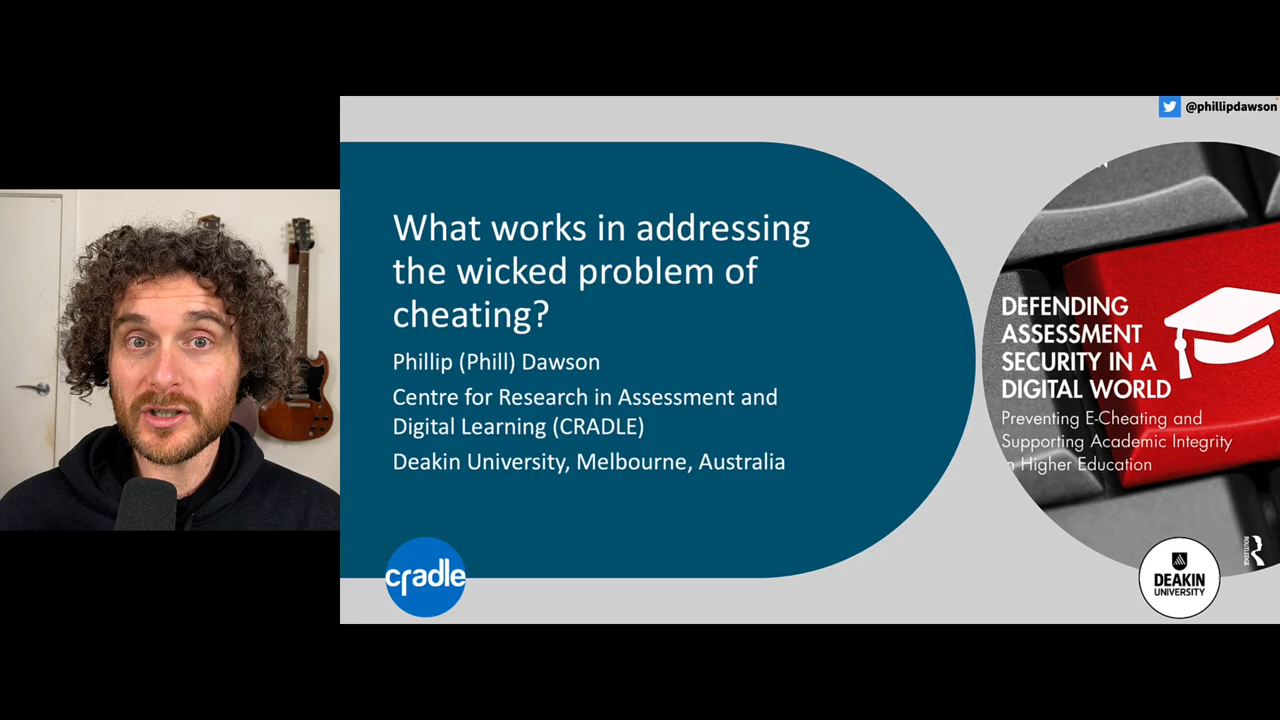 @phillipdawson
What works in addressing
the wicked problem of
cheating?
Phillip (Phill) Dawson
Centre for Research in Assessment and
Digital Learning (CRADLE)
Deakin University, Melbourne, Australia
cradle
DEFENDING
ASSESSMENT
SECURITY IN A
DIGITAL WORLD
Preventing E-Cheating and
Supporting Academic Integrity
Higher Education
ROUTLEDGE
DEAKIN
UNIVERSITY